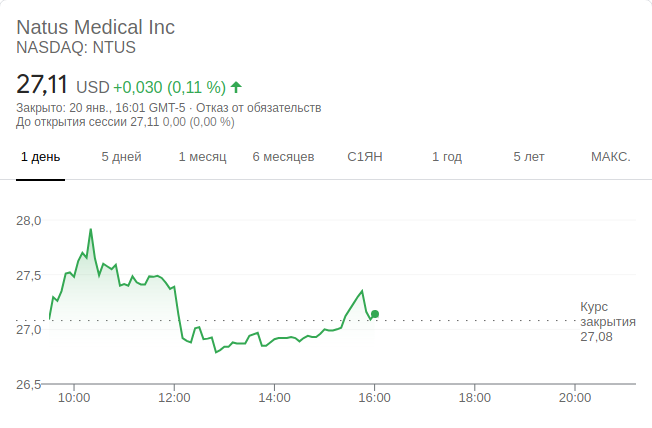 Natus Medical Inc
NASDAQ: NTUS
27,11 USD +0,030 (0,11 %)
Закрыто: 20 янв., 16:01 GMT-5 · Отказ от обязательств
До открытия сессии 27,11 0,00 (0,00 %)
1 день 5 дней 1 месяц 6 месяцев С1ЯН 1 год 5 лет МАКС.
28,0
27,5
Курс
закрытия
27,08
27,0
26,5
10:00 12:00 14:00 16:00 18:00 20:00